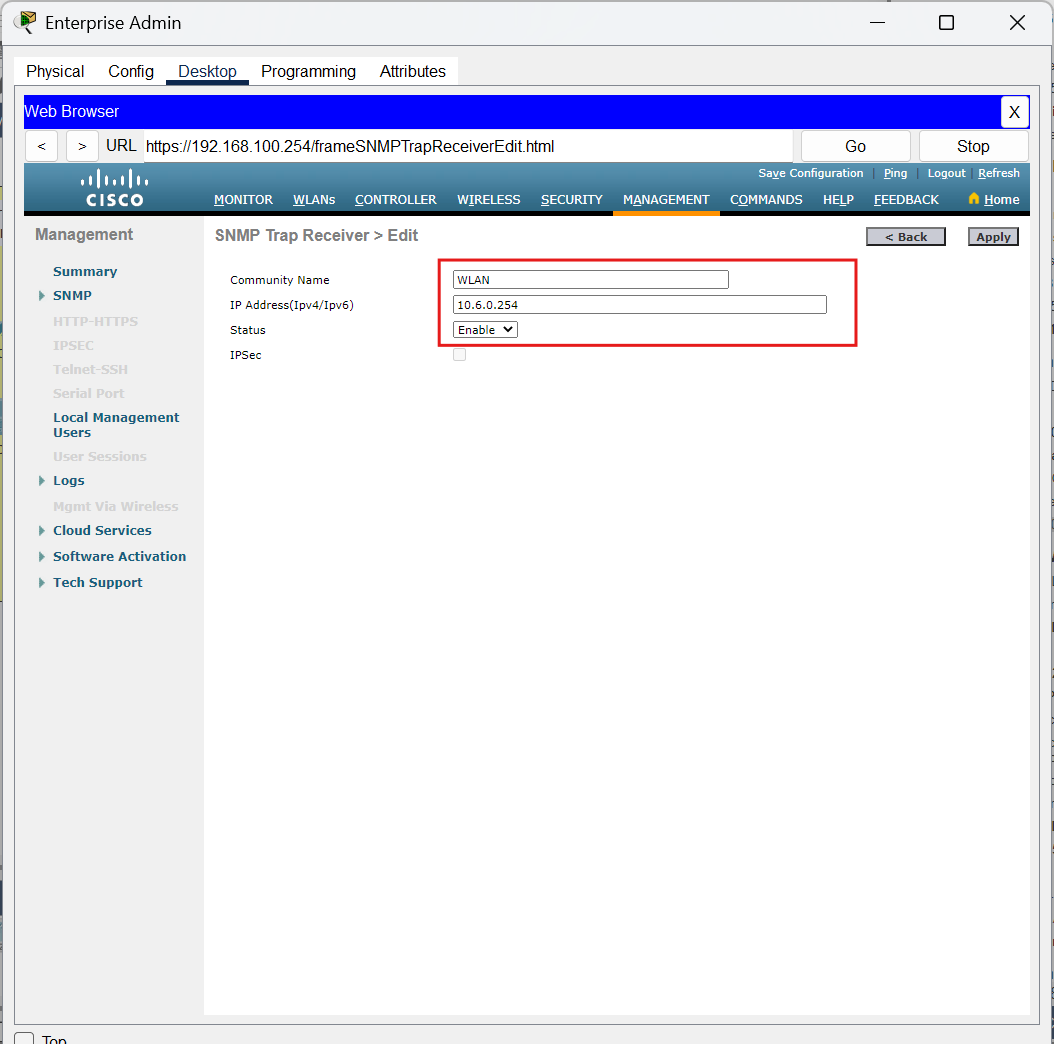 Enterprise Admin
Physical Config Desktop Programming Attributes
Web Browser X
< > URL https://192.168.100.254/frameSNMPTrapReceiverEdit.html Go Stop
Save Configuration Ping Logout Refresh
CISCO MONITOR WLANs CONTROLLER WIRELESS SECURITY MANAGEMENT COMMANDS HELP FEEDBACK Home
Management
Summary
SNMP
HTTP-HTTPS
IPSEC
Telnet-SSH
Serial Port
Local Management
Users
User Sessions
Logs
Mgmt Via Wireless
Cloud Services
Software Activation
Tech Support
SNMP Trap Receiver > Edit < Back Apply
Community Name WLAN
IP Address(Ipv4/Ipv6) 10.6.0.254
Status Enable
IPSec
Top